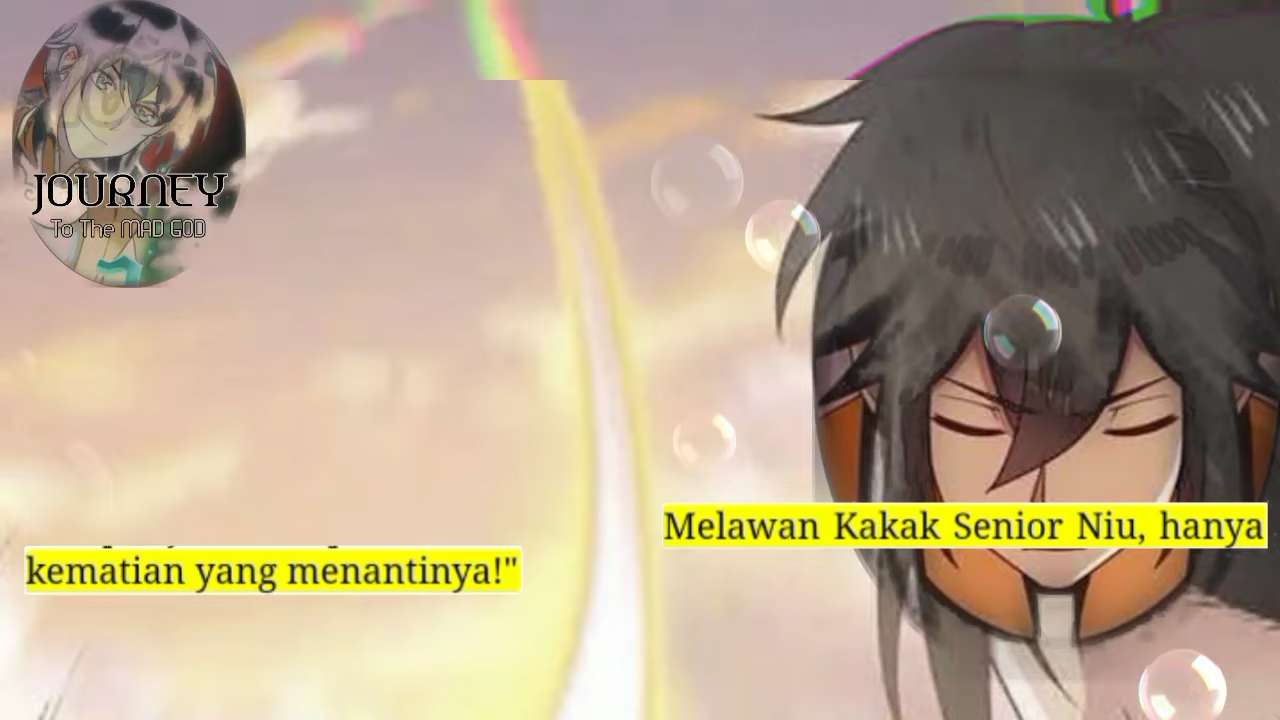 JOURNEY
To The MAD GOD
Melawan Kakak Senior Niu, hanya
kematian yang menantinya!"